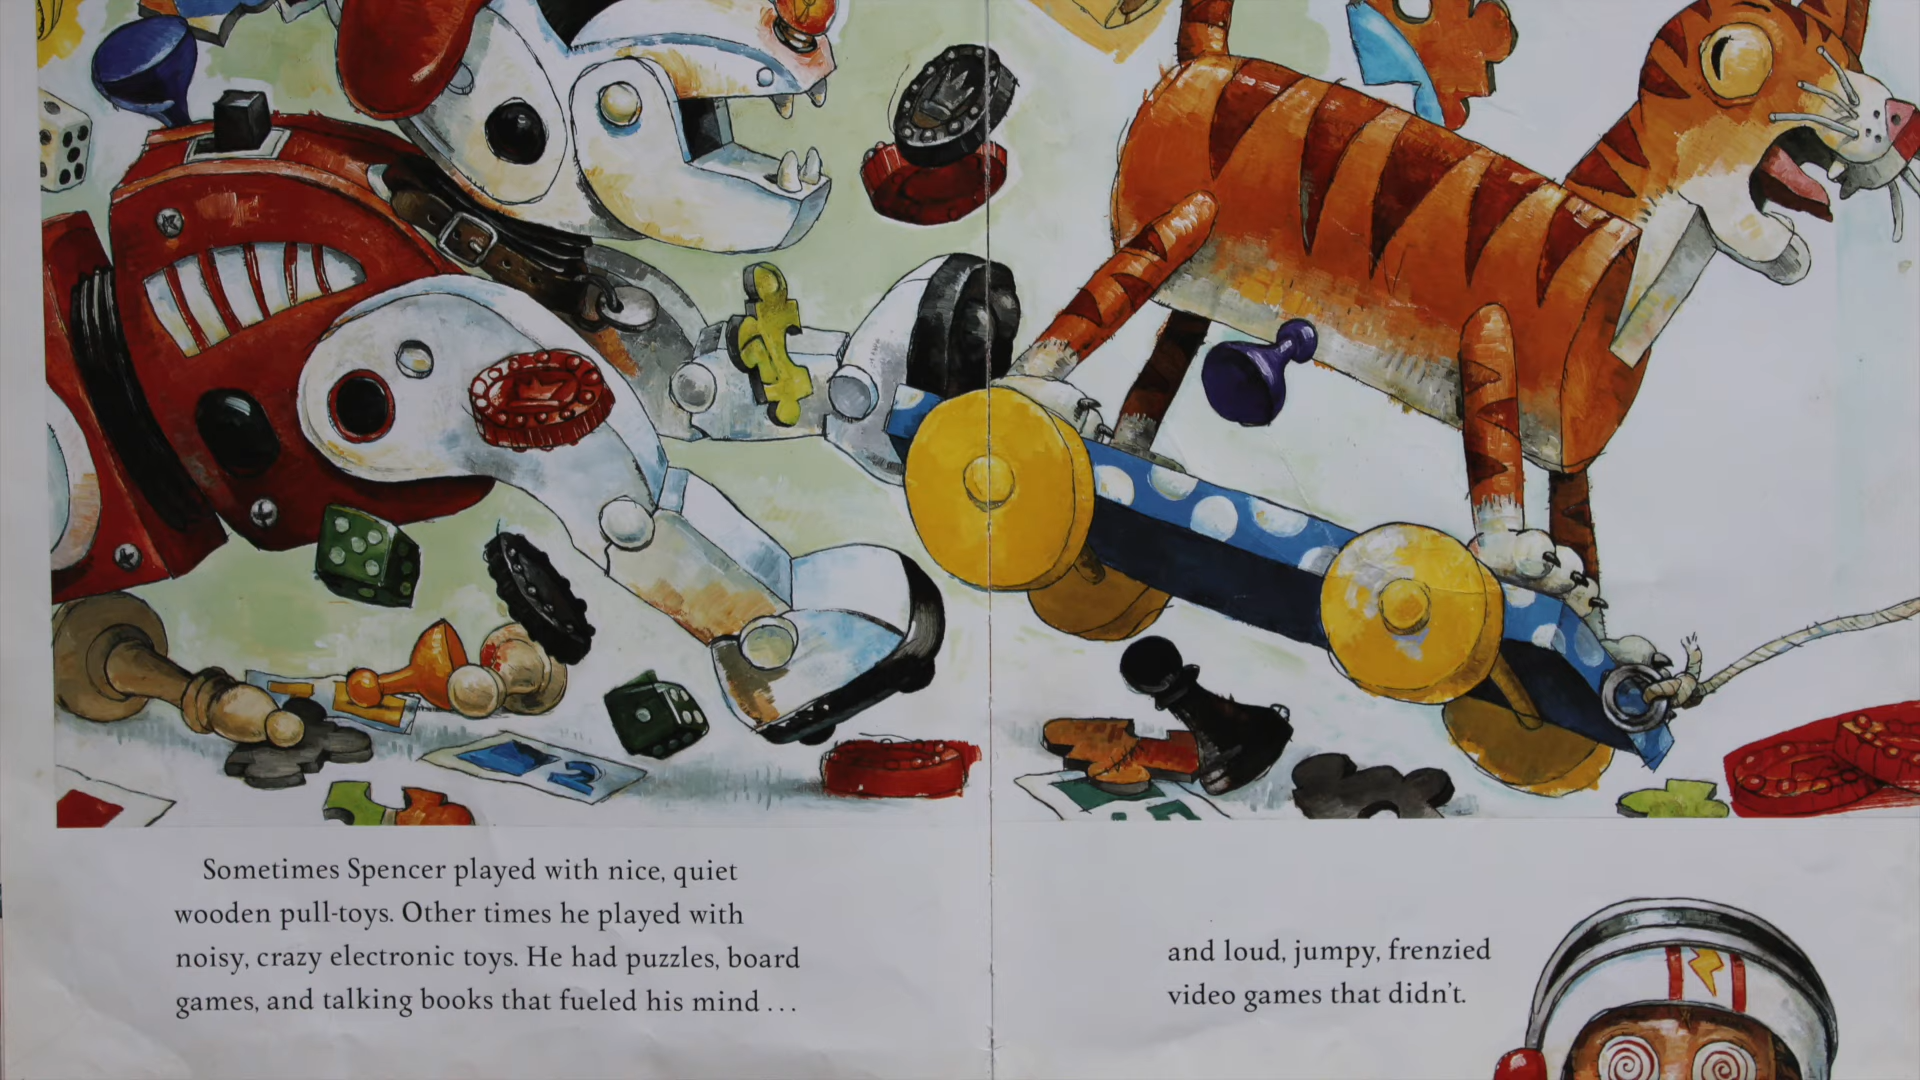 Sometimes Spencer played with nice, quiet
wooden pull-toys. Other times he played with
noisy, crazy electronic toys. He had puzzles, board
games, and talking books that fueled his mind . . .
and loud, jumpy, frenzied
video games that didn't.